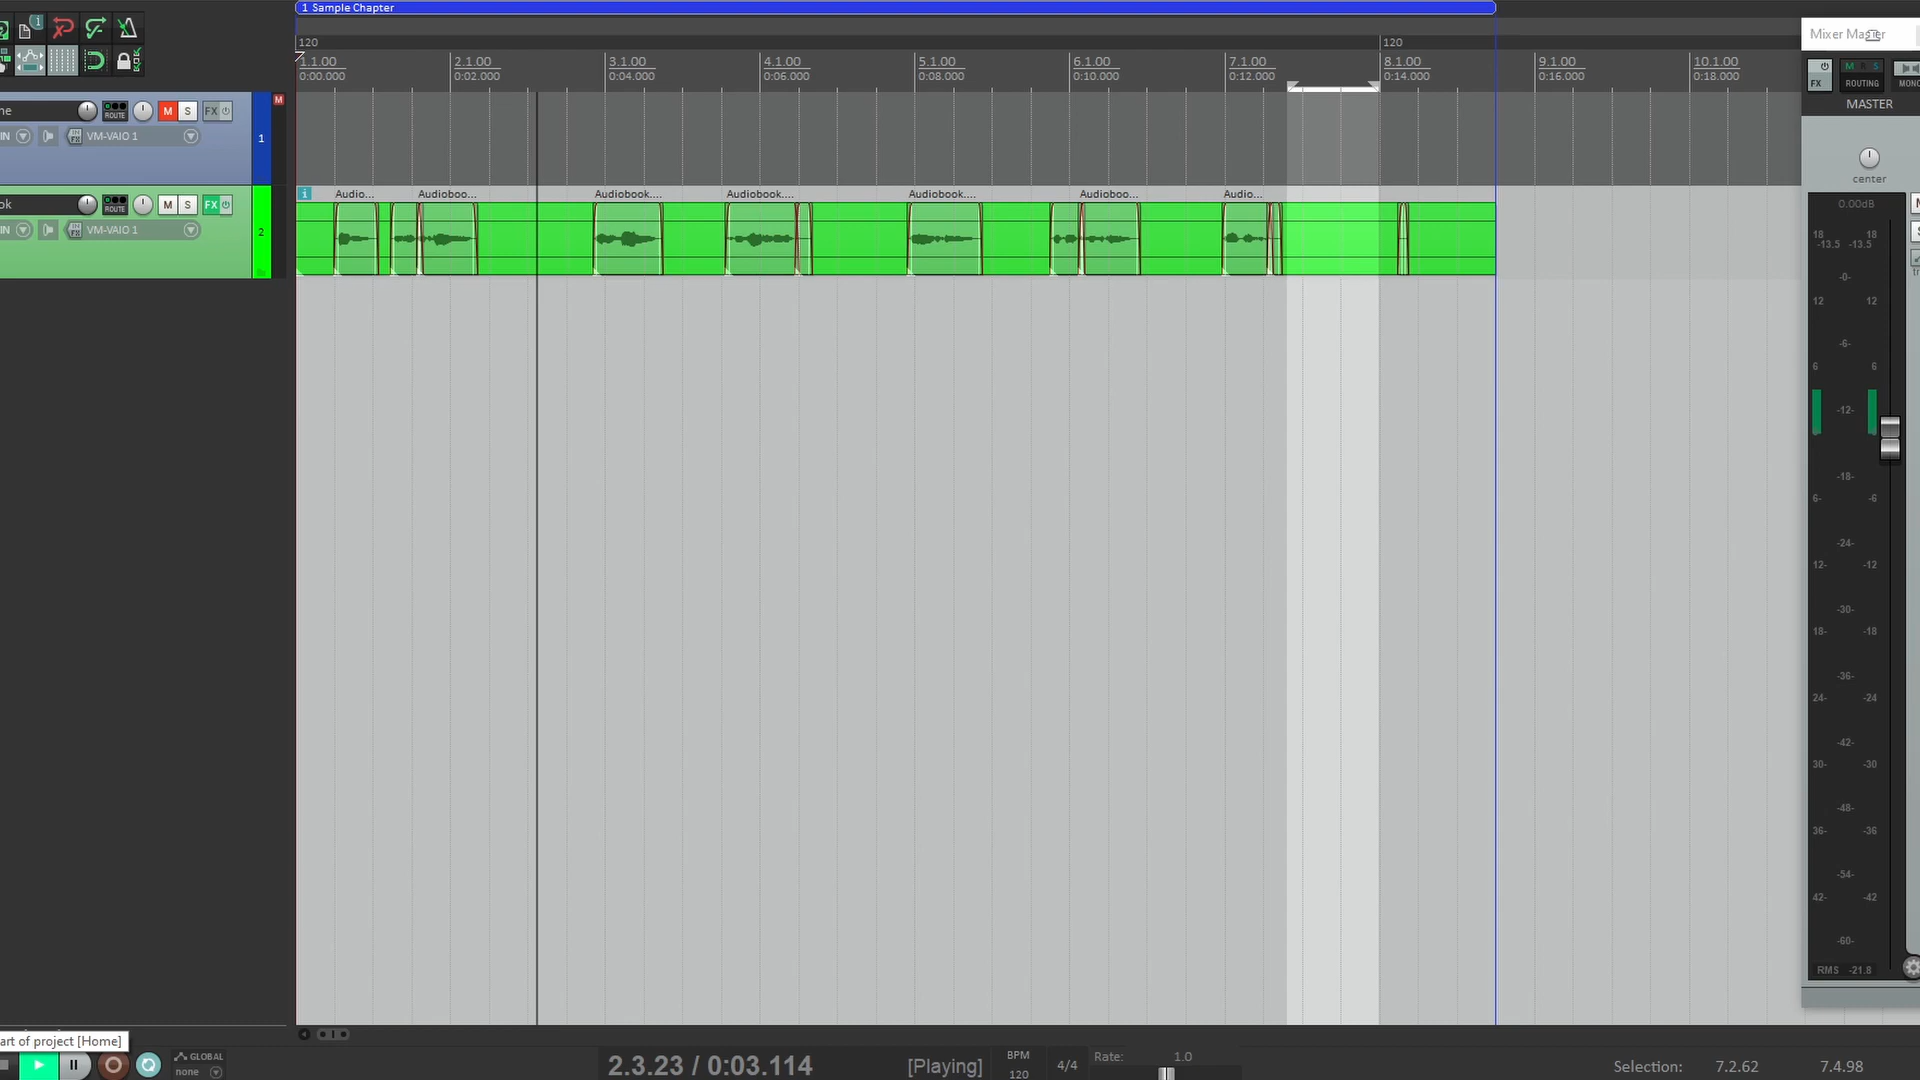 1 Sample Chapter
120
120
1.1.00 2.1.00 3.1.00 4.1.00 5.1.00 6.1.00 7.1.00 8.1.00 9.1.00 10.1.00
0:00.000 0:02.000 0:04.000 0:06.000 0:08.000 0:10.000 0:12.000 0:14.000 0:16.000 0:18.000
ne ROUTE M S FX M
IN IN FX VM-VAIO 1
1
Audio... Audioboo... Audiobook.... Audiobook.... Audiobook.... Audioboo... Audio...
ok ROUTE M S FX
IN IN FX VM-VAIO 1
2
Mixer Master
FX M R S ROUTING MONO
MASTER
center
0.00dB
18 18
-13.5 -13.5
-0-
12 12
-6-
6 6
-12-
-18-
6- -6
-24-
12- -12
-30-
18- -18
-36-
24- -24
-42-
30- -30
-48-
36- -36
-54-
42- -42
-60-
RMS -21.8
art of project [Home]
GLOBAL
none
2.3.23 / 0:03.114
[Playing]
BPM
120
4/4
Rate: 1.0
Selection: 7.2.62 7.4.98